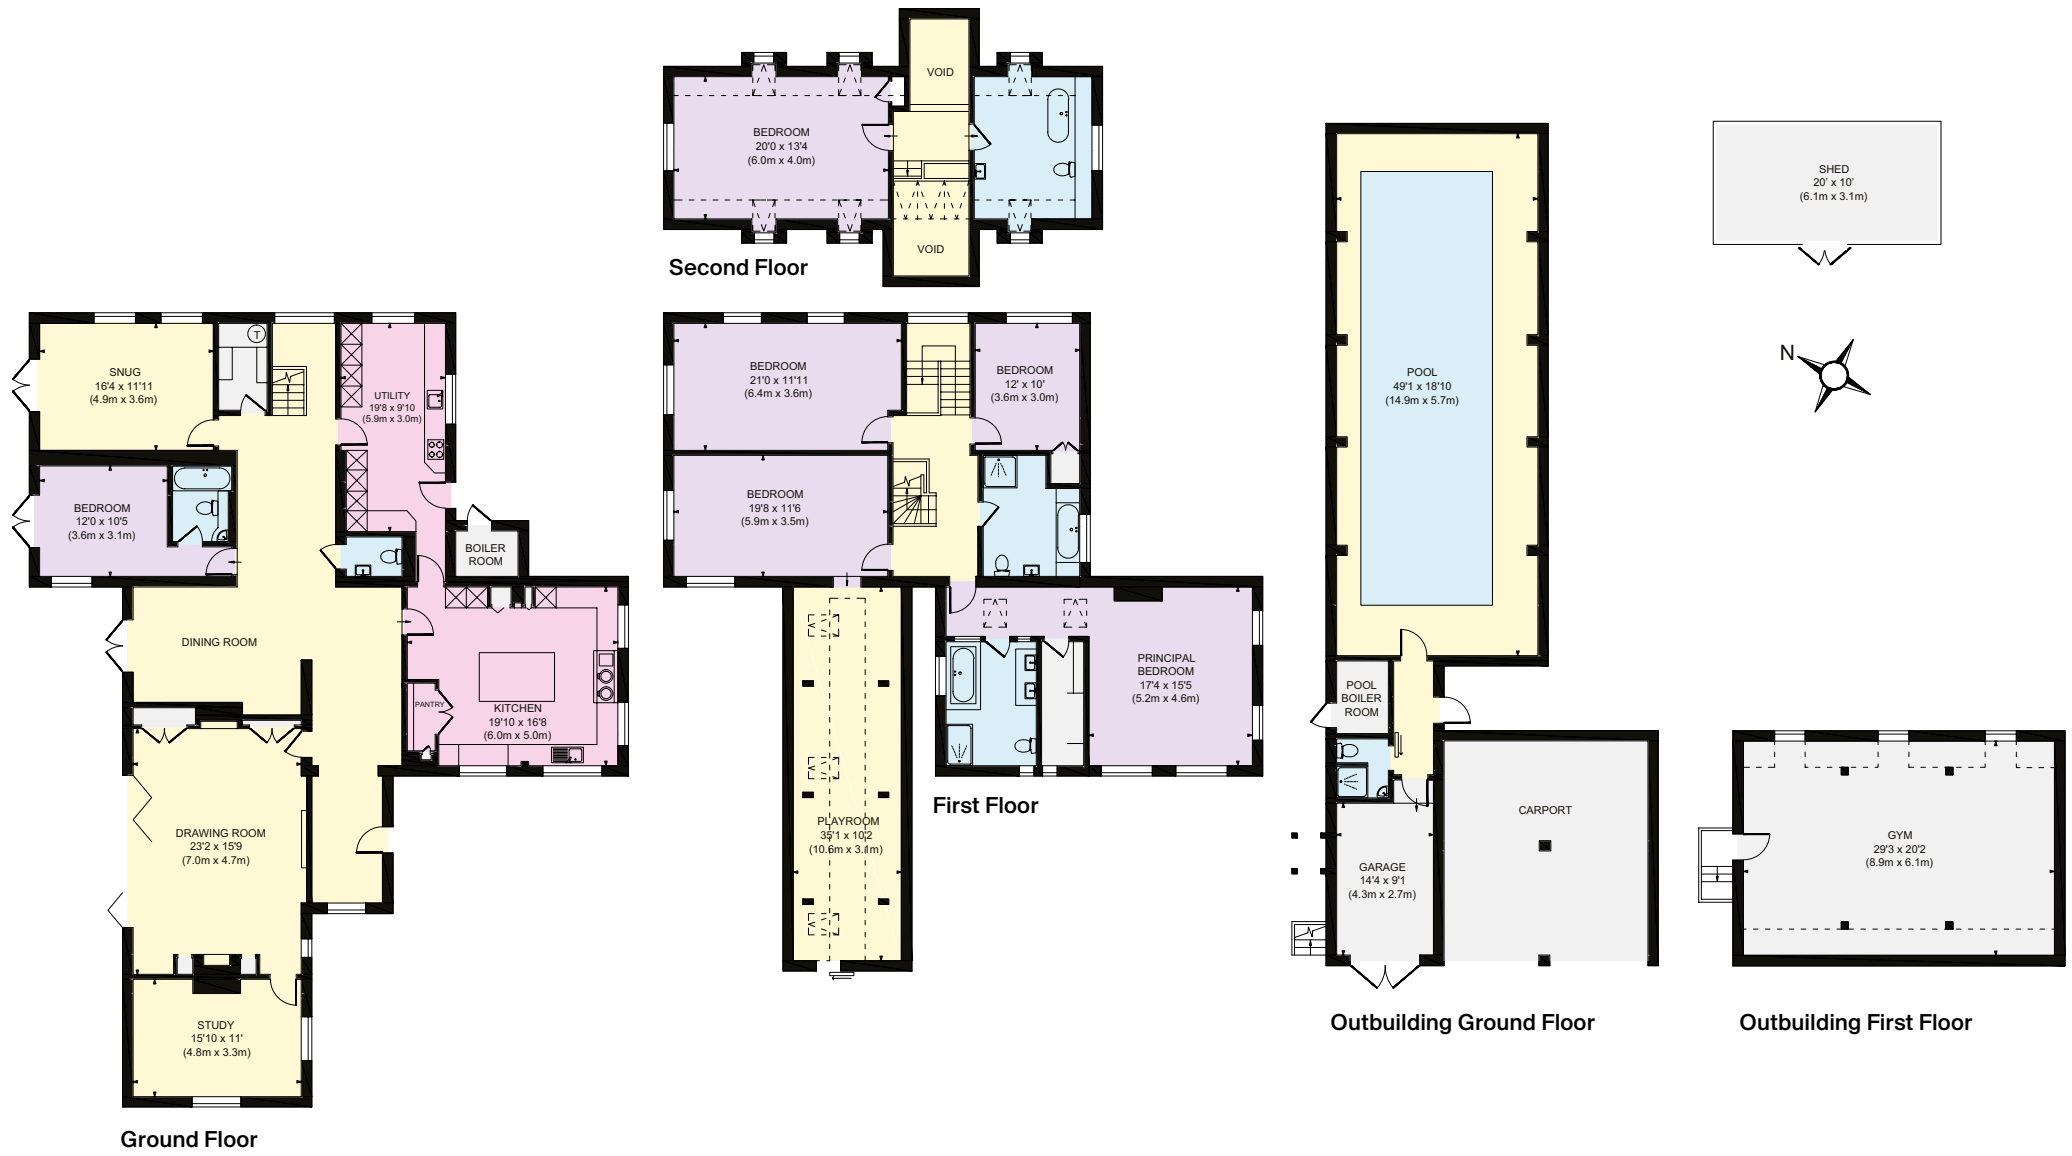 VOID
BEDROOM
20'0 x 13'4
(6.0m x 4.0m)
VOID
Second Floor
SNUG
16'4 x 11'11
(4.9m x 3.6m)
T
UTILITY
19'8 x 9'10
(5.9m x 3.0m)
BEDROOM
12'0 x 10'5
(3.6m x 3.1m)
BOILER
ROOM
DINING ROOM
PANTRY
KITCHEN
19'10 x 16'8
(6.0m x 5.0m)
DRAWING ROOM
23'2 x 15'9
(7.0m x 4.7m)
STUDY
15'10 x 11'
(4.8m x 3.3m)
Ground Floor
BEDROOM
21'0 x 11'11
(6.4m x 3.6m)
BEDROOM
12' x 10'
(3.6m x 3.0m)
BEDROOM
19'8 x 11'6
(5.9m x 3.5m)
PRINCIPAL
BEDROOM
17'4 x 15'5
(5.2m x 4.6m)
PLAYROOM
35'1 x 10'2
(10.6m x 3.1m)
First Floor
POOL
49'1 x 18'10
(14.9m x 5.7m)
POOL
BOILER
ROOM
CARPORT
GARAGE
14'4 x 9'1
(4.3m x 2.7m)
Outbuilding Ground Floor
SHED
20' x 10'
(6.1m x 3.1m)
N
GYM
29'3 x 20'2
(8.9m x 6.1m)
Outbuilding First Floor